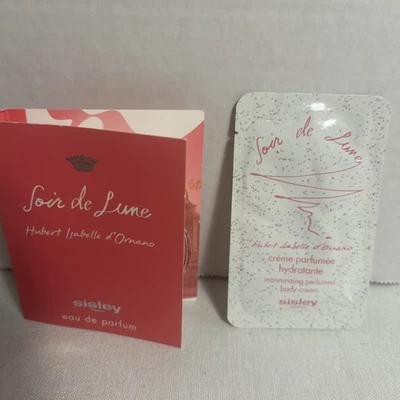 Soir de Lune
Hubert Isabelle d'Ornano
sisley
eau de parfum
Soir de Lune
Hubert Isabelle d'Ornano
crème parfumée
hydratante
moisturizing perfumed
body cream
sisley